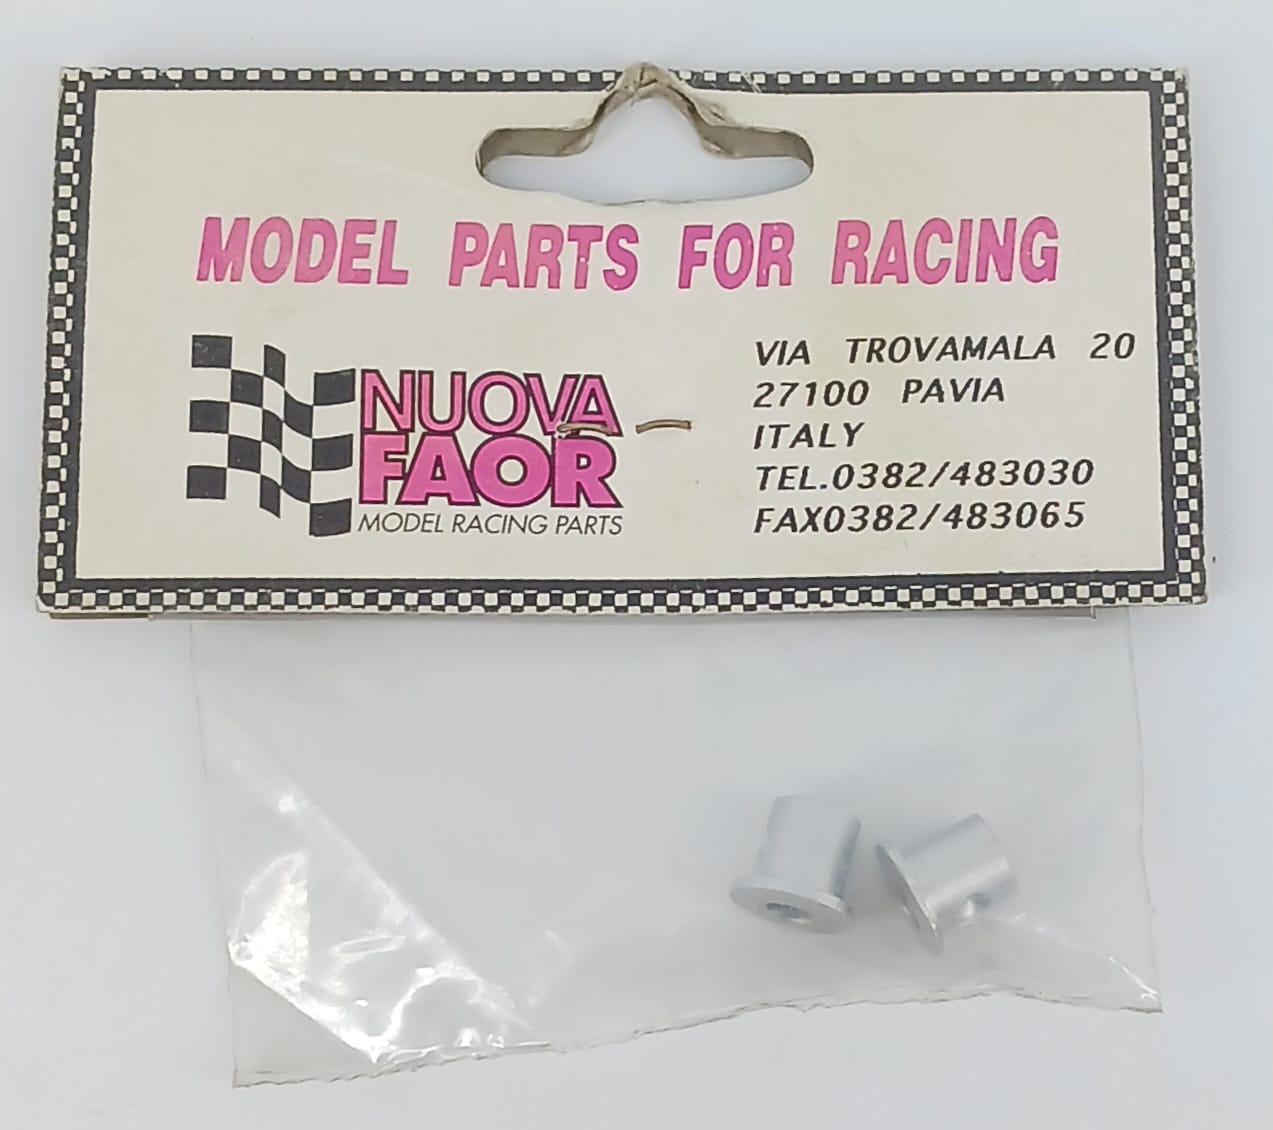 MODEL PARTS FOR RACING
NUOVA
FAOR
MODEL RACING PARTS
VIA TROVAMALA 20
27100 PAVIA
ITALY
TEL.0382/483030
FAX0382/483065